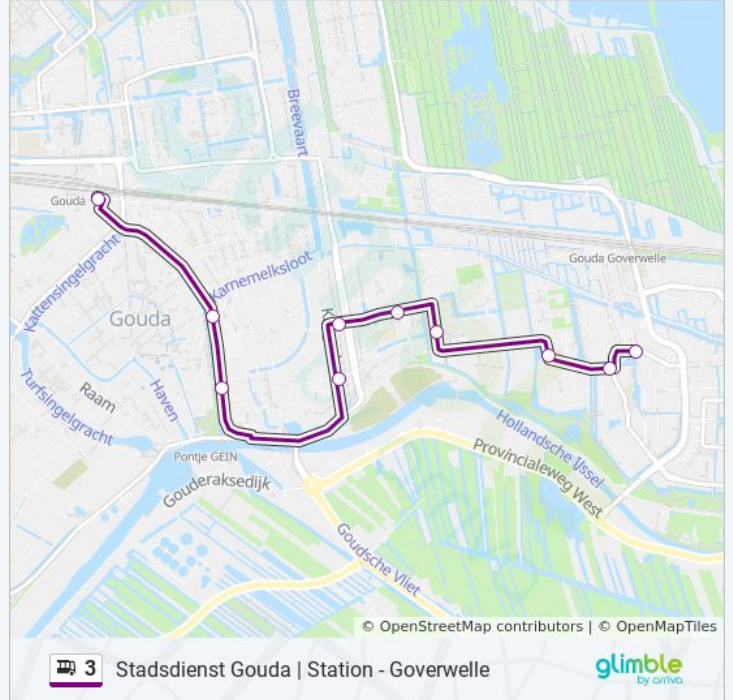 Breevaart
Gouda
Gouda Goverwelle
Karnemelksloot
Kattensingelgracht
Gouda
Raam
Haven
Turfsingelgracht
Hollandsche IJssel
Provincialeweg West
Pontje GEIN
Gouderaksedijk
Goudsche Vliet
© OpenStreetMap contributors | © OpenMapTiles
3 Stadsdienst Gouda | Station - Goverwelle
glimble
by arriva